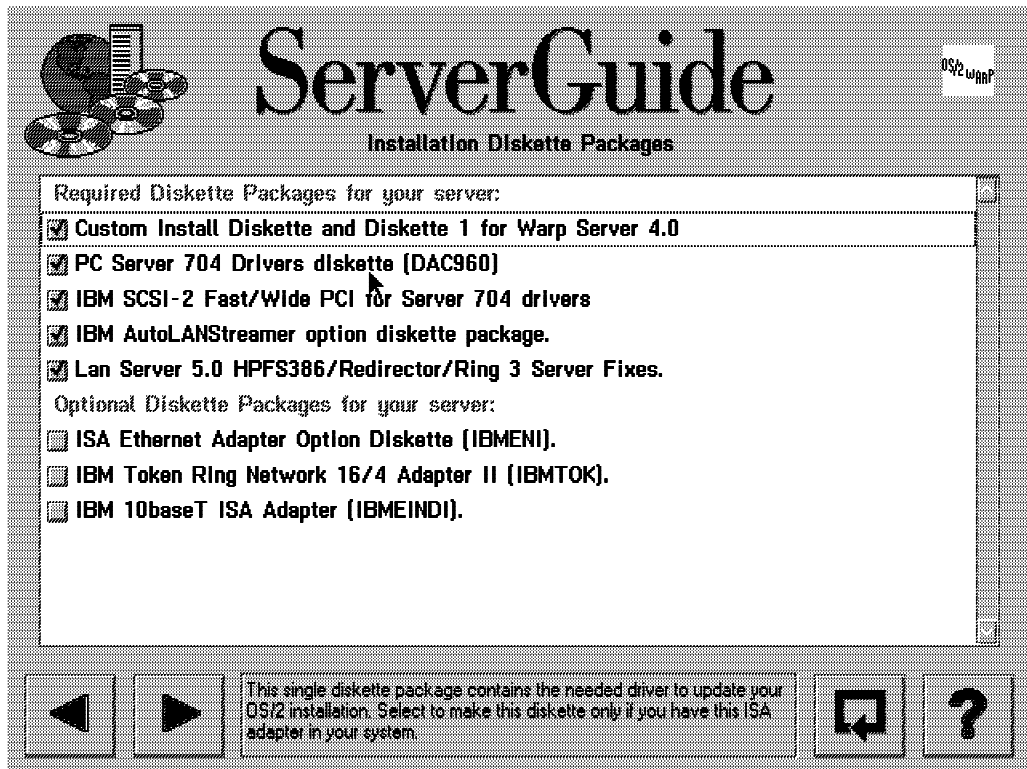 ServerGuide
OS/2 WARP
Installation Diskette Packages
Required Diskette Packages for your server:
Custom Install Diskette and Diskette 1 for Warp Server 4.0
PC Server 704 Drivers diskette (DAC960)
IBM SCSI-2 Fast/Wide PCI for Server 704 drivers
IBM AutoLANStreamer option diskette package.
Lan Server 5.0 HPFS386/Redirector/Ring 3 Server Fixes.
Optional Diskette Packages for your server:
ISA Ethernet Adapter Option Diskette (IBMENI).
IBM Token Ring Network 16/4 Adapter II (IBMTOK).
IBM 10baseT ISA Adapter (IBMEINDI).
This single diskette package contains the needed driver to update your
OS/2 installation. Select to make this diskette only if you have this ISA
adapter in your system.
?